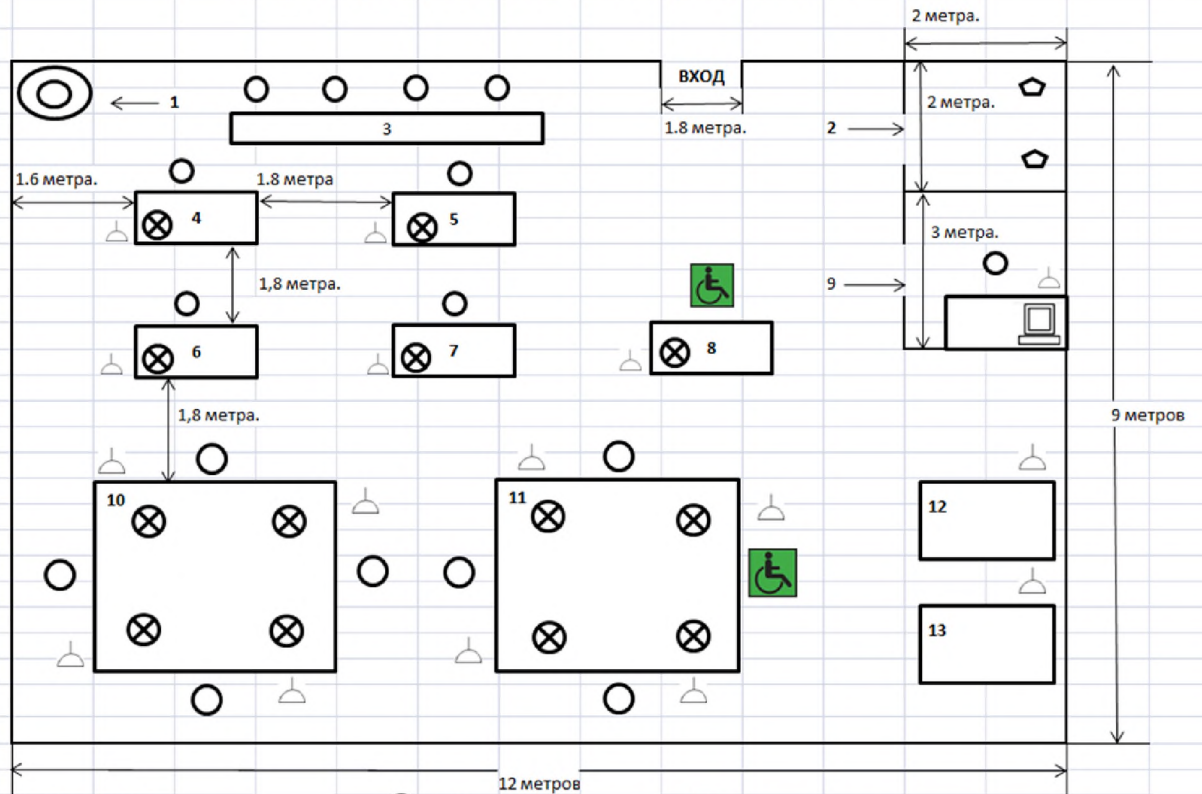 2 метра.
ВХОД
1
2 метра.
3
1.8 метра.
2
1.6 метра.
1.8 метра
4
5
3 метра.
1,8 метра.
9
6
7
8
1,8 метра.
9 метров
10
11
12
13
12 метров